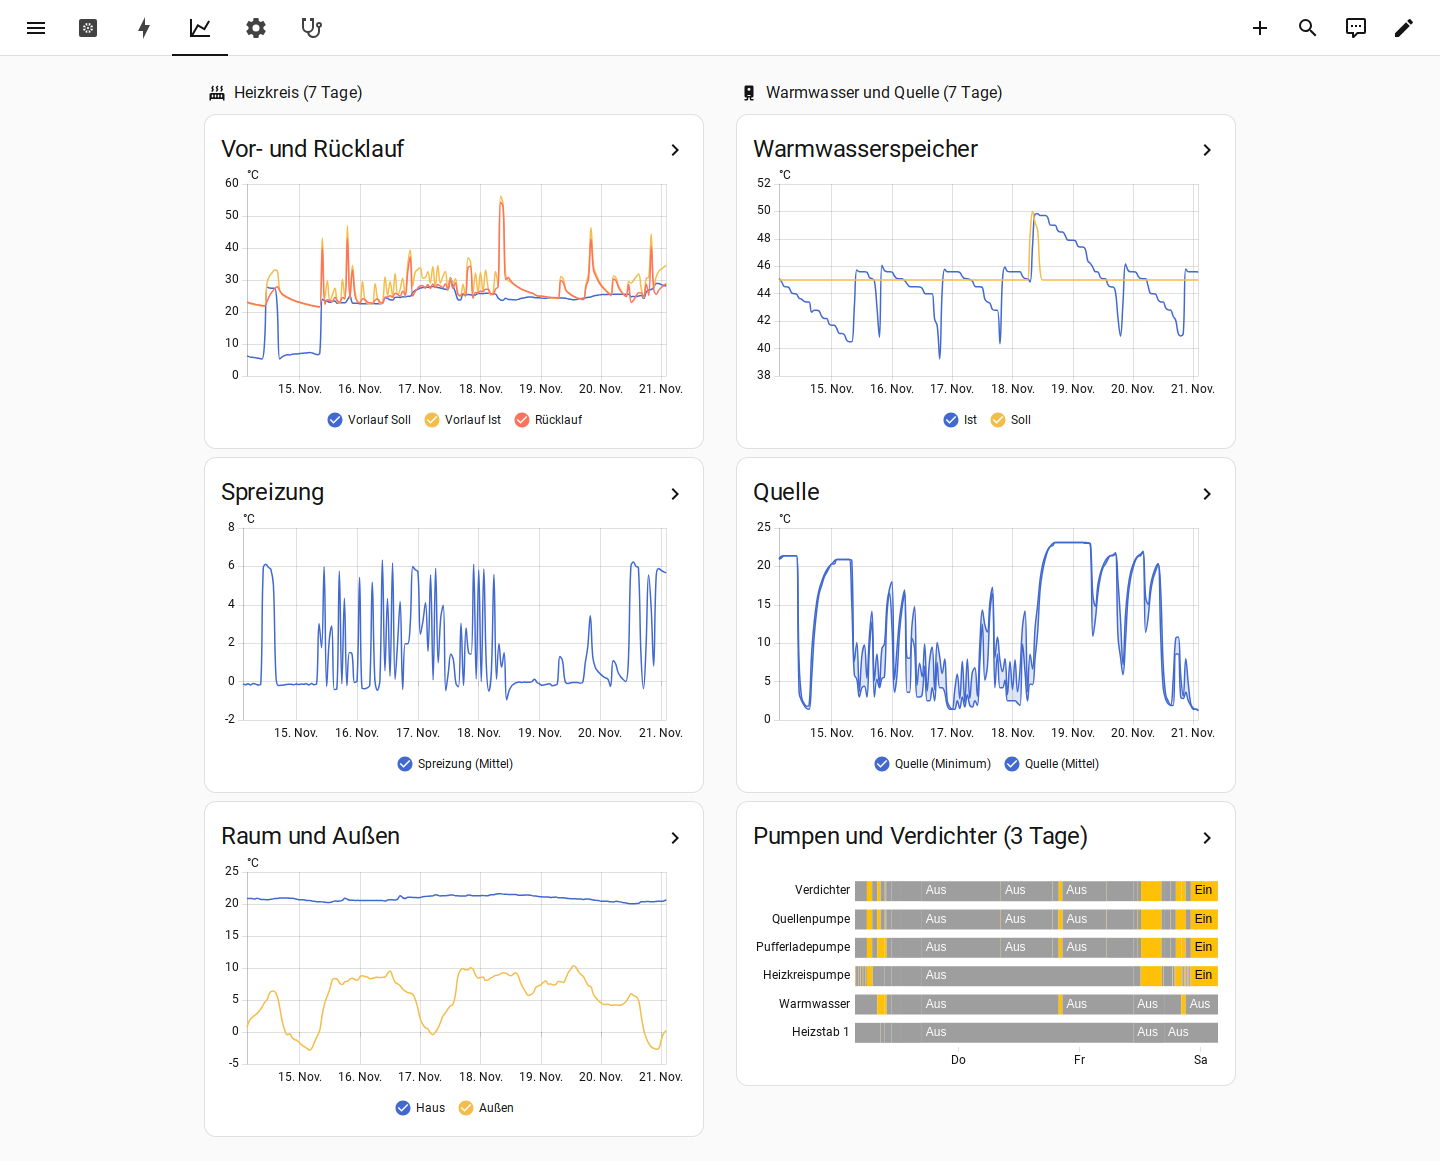 Heizkreis (7 Tage)
Vor- und Rücklauf
°C
60
50
40
30
20
10
0
15. Nov. 16. Nov. 17. Nov. 18. Nov. 19. Nov. 20. Nov. 21. Nov.
Vorlauf Soll Vorlauf Ist Rücklauf
Spreizung
°C
8
6
4
2
0
-2
15. Nov. 16. Nov. 17. Nov. 18. Nov. 19. Nov. 20. Nov. 21. Nov.
Spreizung (Mittel)
Raum und Außen
°C
25
20
15
10
5
0
-5
15. Nov. 16. Nov. 17. Nov. 18. Nov. 19. Nov. 20. Nov. 21. Nov.
Haus Außen
Warmwasser und Quelle (7 Tage)
Warmwasserspeicher
°C
52
50
48
46
44
42
40
38
15. Nov. 16. Nov. 17. Nov. 18. Nov. 19. Nov. 20. Nov. 21. Nov.
Ist Soll
Quelle
°C
25
20
15
10
5
0
15. Nov. 16. Nov. 17. Nov. 18. Nov. 19. Nov. 20. Nov. 21. Nov.
Quelle (Minimum) Quelle (Mittel)
Pumpen und Verdichter (3 Tage)
Verdichter Aus Aus Aus Ein
Quellenpumpe Aus Aus Aus Ein
Pufferladepumpe Aus Aus Aus Ein
Heizkreispumpe Aus Ein
Warmwasser Aus Aus Aus Aus
Heizstab 1 Aus Aus Aus
Do Fr Sa